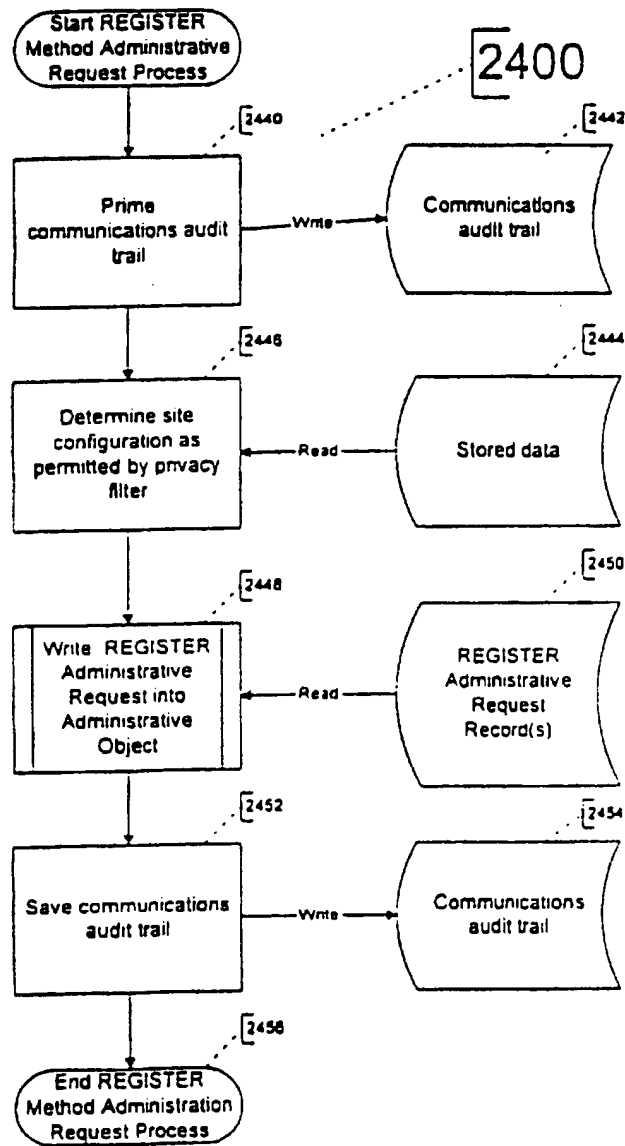 Start REGISTER
Method Administrative
Request Process
2400
2440
2442
Prime
communications audit
trail
Write
Communications
audit trail
2446
2444
Determine site
configuration as
permitted by privacy
filter
Read
Stored data
2448
2450
Write REGISTER
Administrative
Request into
Administrative
Object
Read
REGISTER
Administrative
Request
Record(s)
2452
2454
Save communications
audit trail
Write
Communications
audit trail
2456
End REGISTER
Method Administration
Request Process